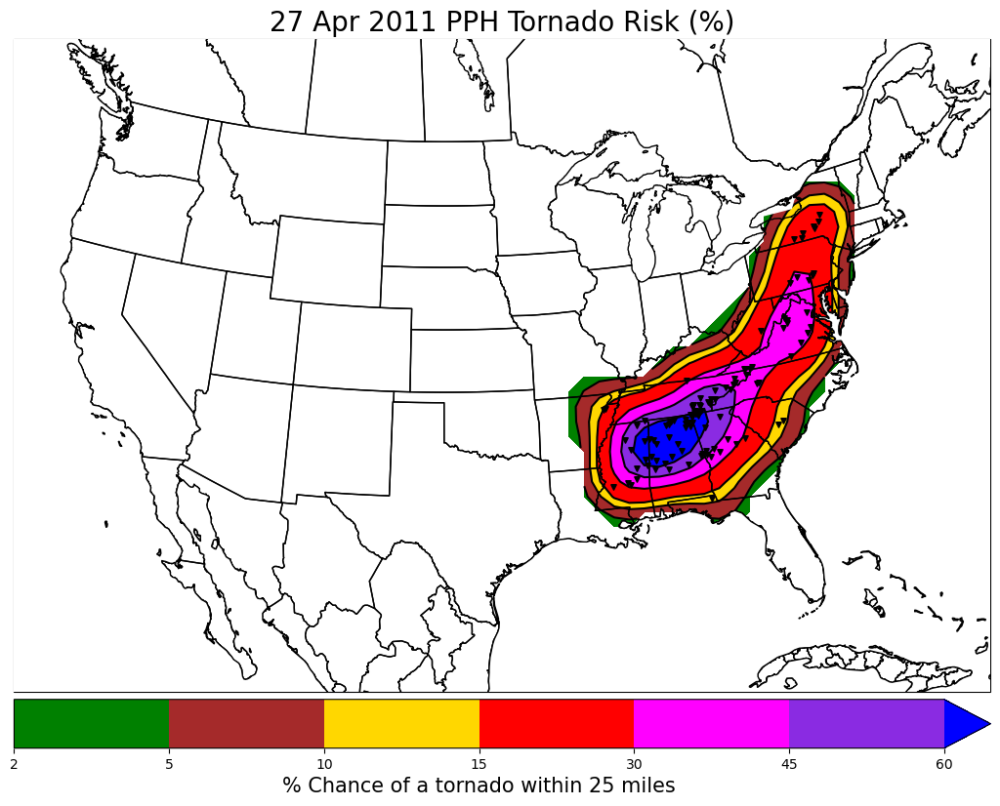 27 Apr 2011 PPH Tornado Risk (%)
2 5 10 15 30 45 60
% Chance of a tornado within 25 miles